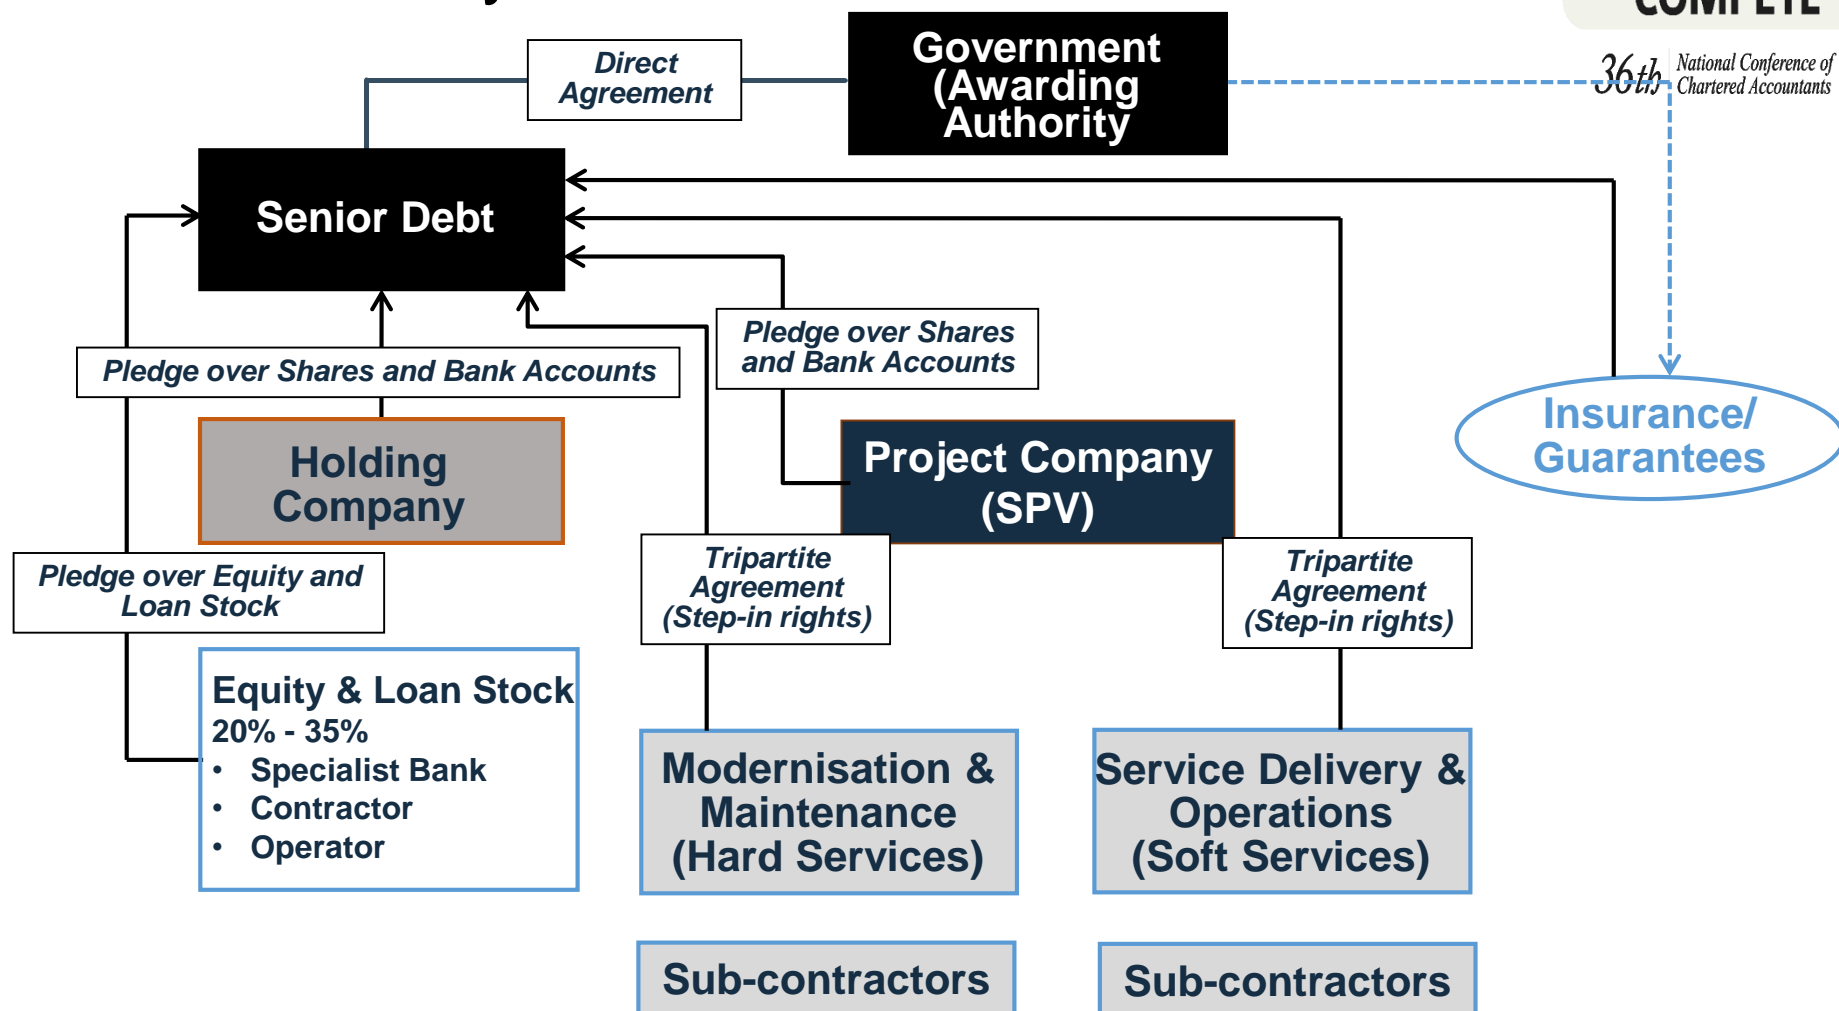 COMPETE
36th
National Conference of
Chartered Accountants
Direct
Agreement
Government
(Awarding
Authority
Senior Debt
Pledge over Shares
and Bank Accounts
Pledge over Shares and Bank Accounts
Insurance/
Guarantees
Holding
Company
Project Company
(SPV)
Pledge over Equity and
Loan Stock
Tripartite
Agreement
(Step-in rights)
Tripartite
Agreement
(Step-in rights)
Equity & Loan Stock
20% - 35%
• Specialist Bank
• Contractor
• Operator
Modernisation &
Maintenance
(Hard Services)
Service Delivery &
Operations
(Soft Services)
Sub-contractors
Sub-contractors